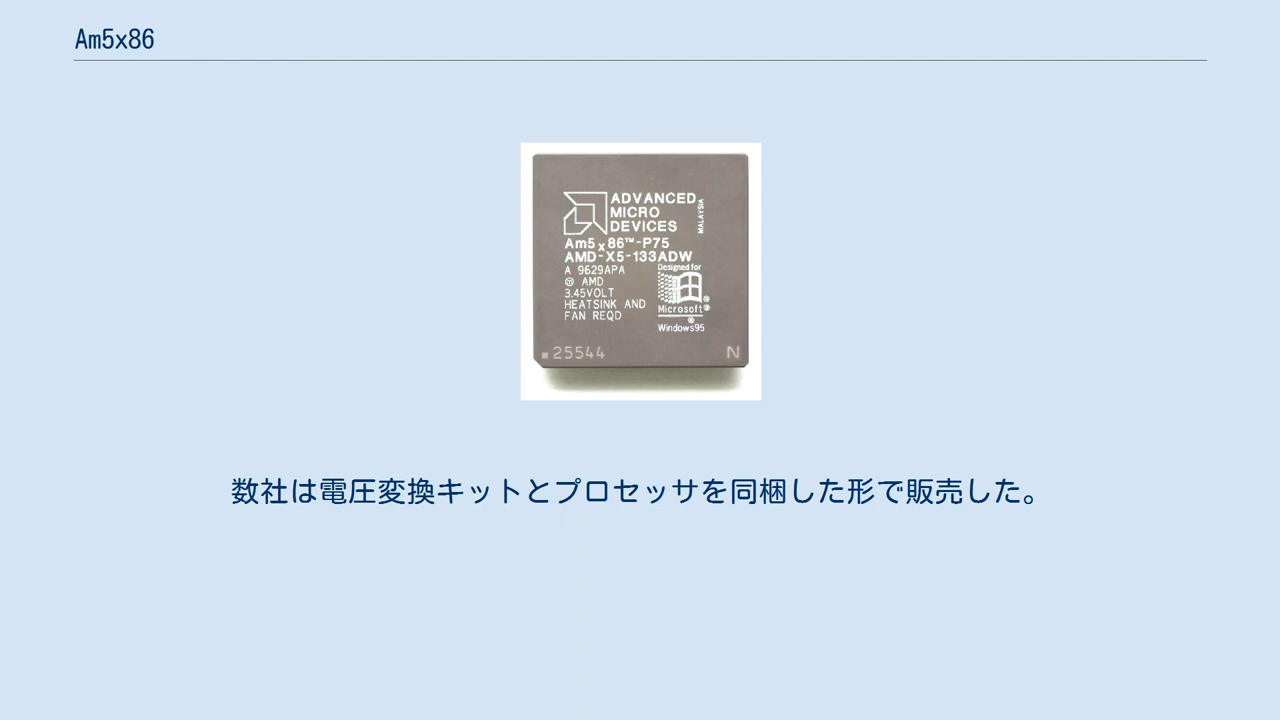 Am5x86
ADVANCED
MICRO
DEVICES
MALAYSIA
Am5x86™-P75
AMD-X5-133ADW
A 9629APA
Ⓜ AMD
3.45VOLT
HEATSINK AND
FAN REQD
Designed for
Microsoft®
Windows95
25544
N
数社は電圧変換キットとプロセッサを同梱した形で販売した。